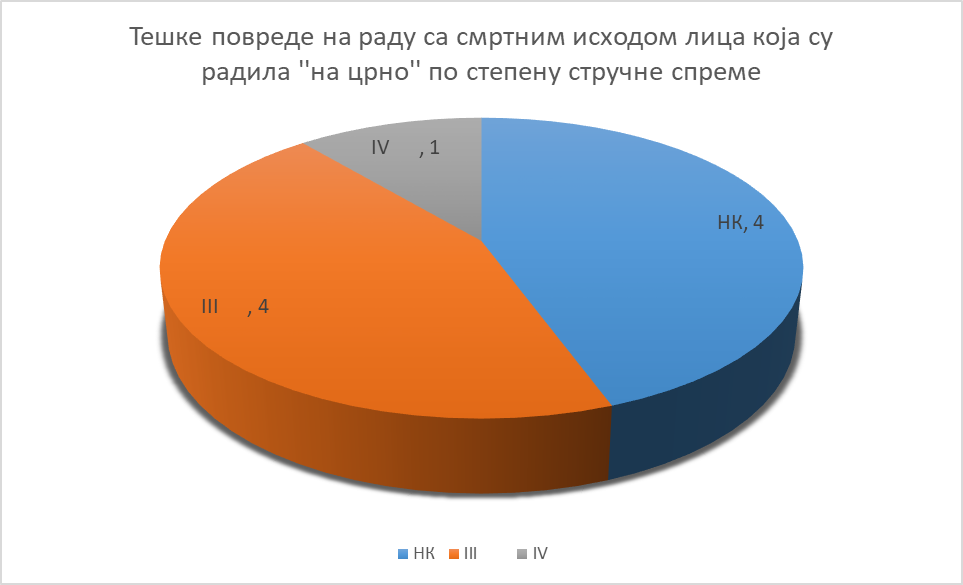 Тешке повреде на раду са смртним исходом лица која су
радила "на црно" по степену стручне спреме
IV , 1
НК, 4
III , 4
НК III IV